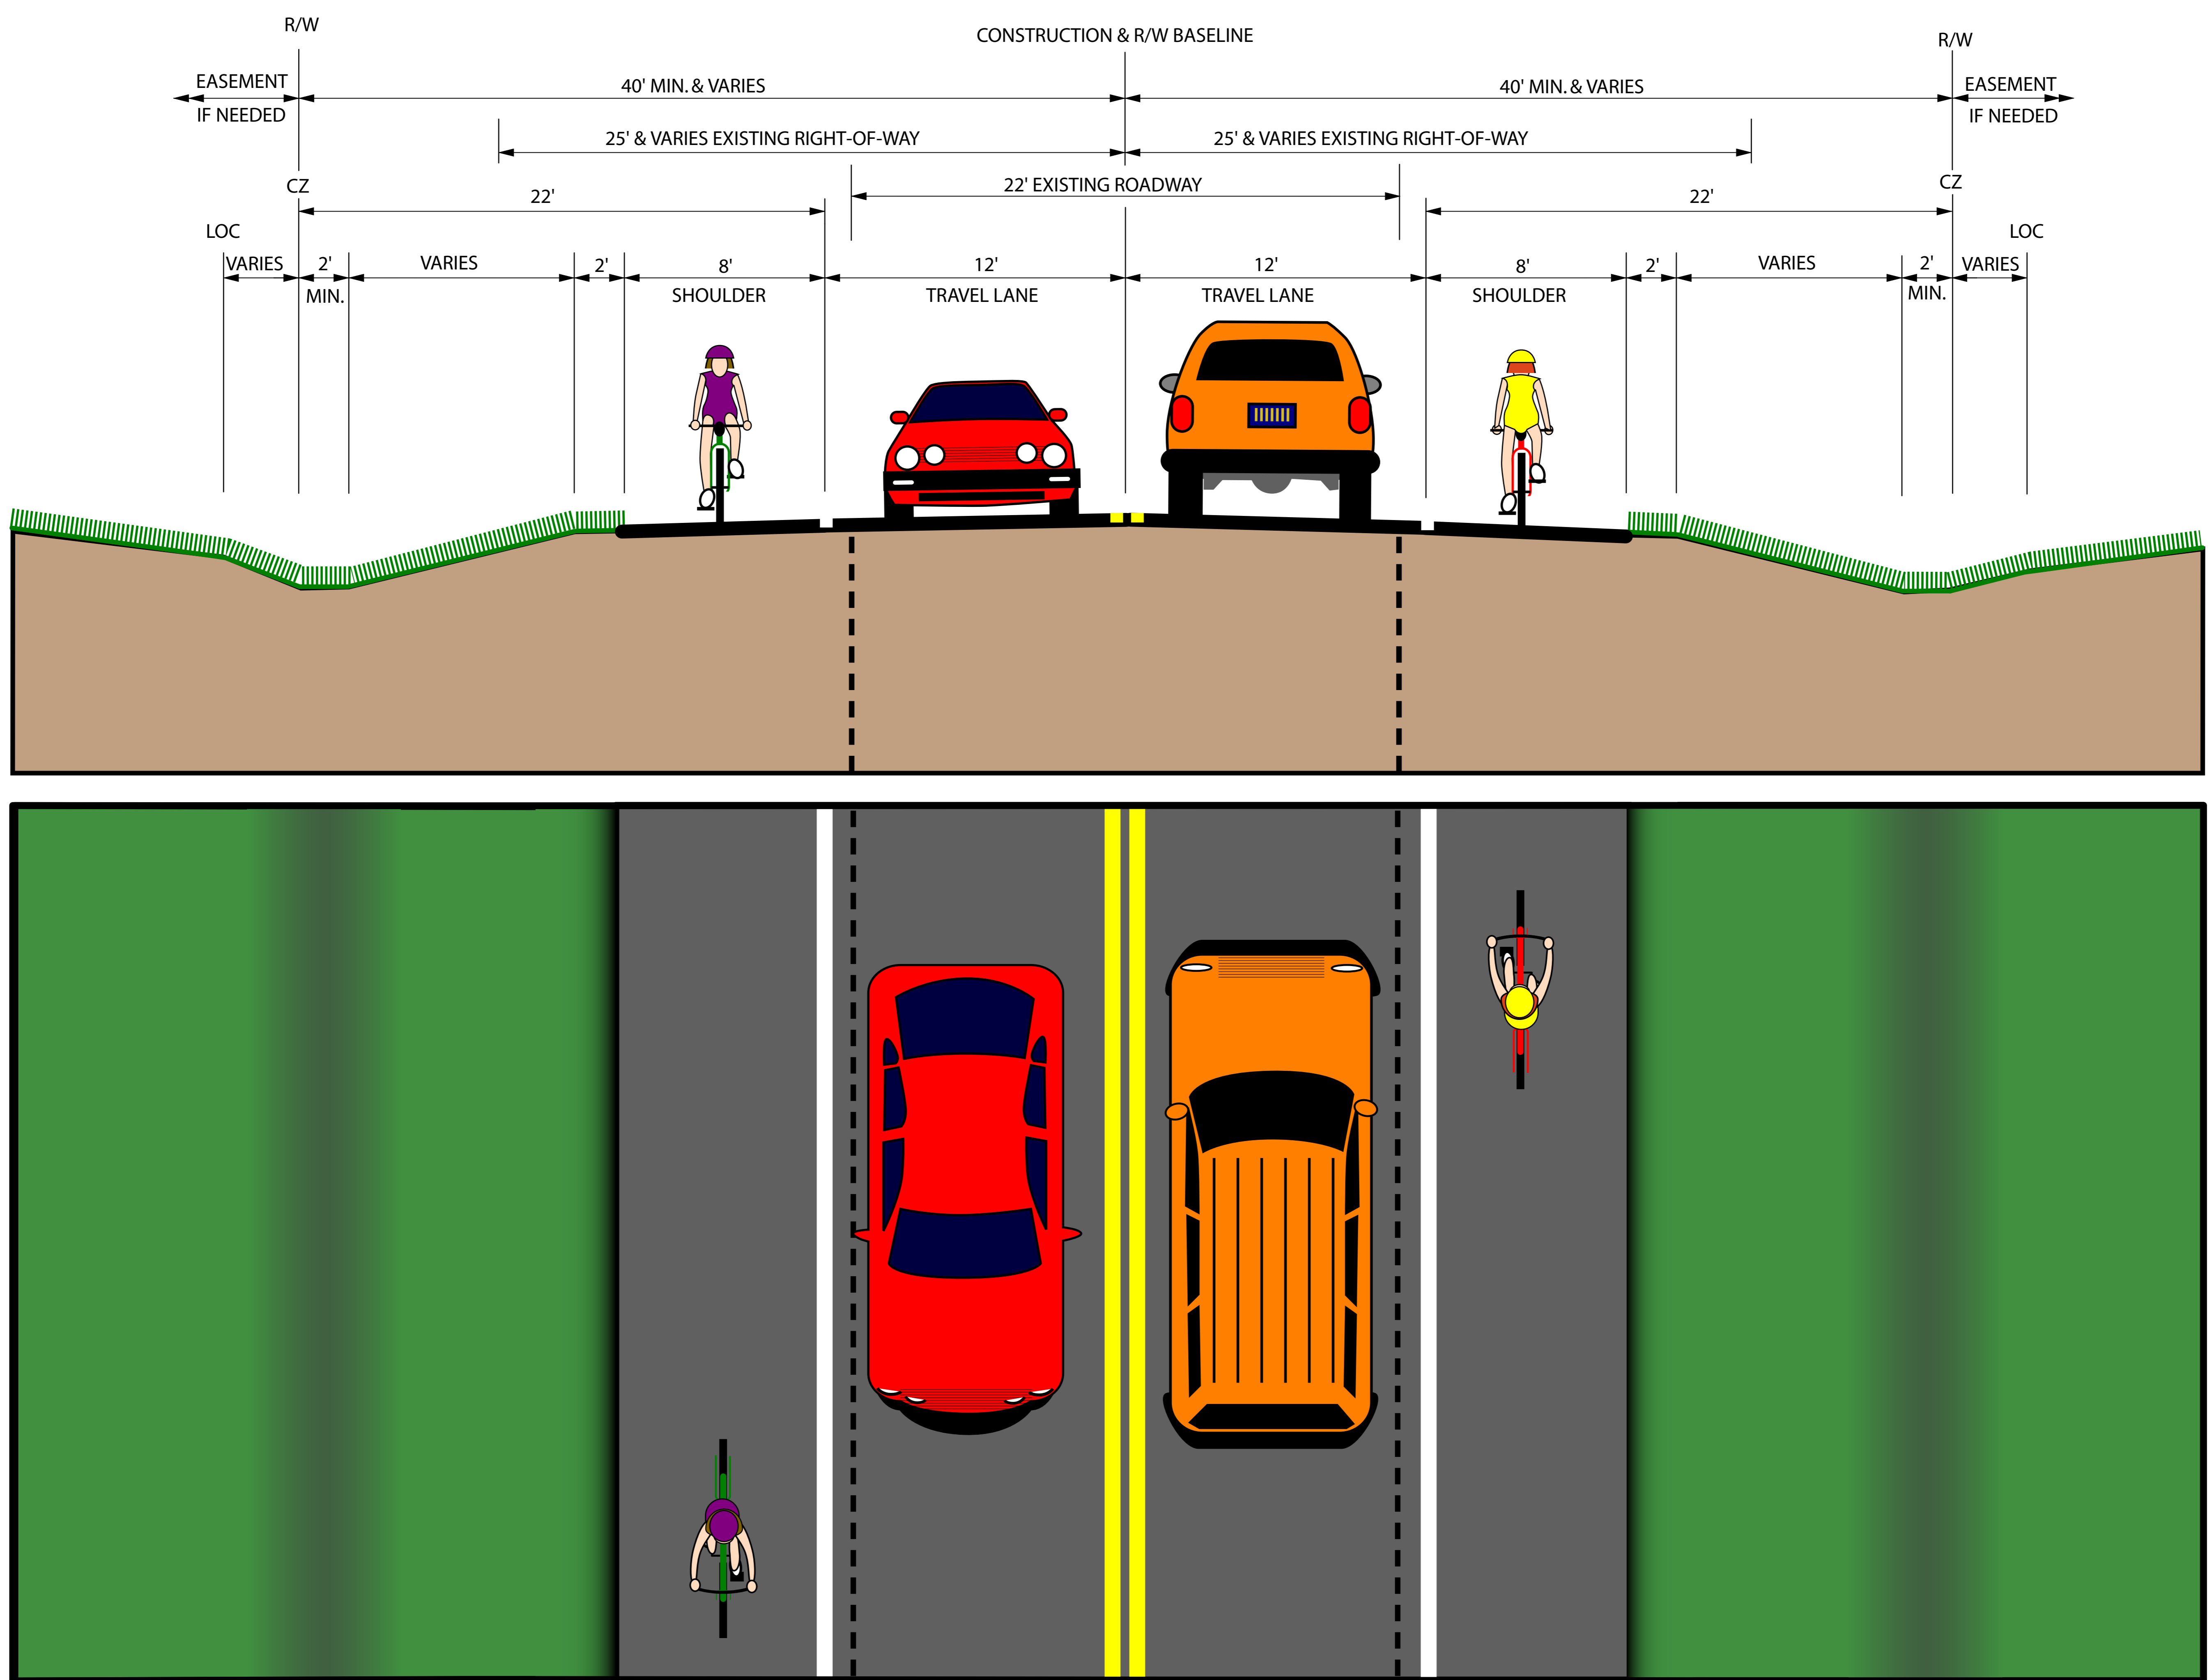 R/W
CONSTRUCTION & R/W BASELINE
R/W
EASEMENT
IF NEEDED
40' MIN. & VARIES
40' MIN. & VARIES
EASEMENT
IF NEEDED
25' & VARIES EXISTING RIGHT-OF-WAY
25' & VARIES EXISTING RIGHT-OF-WAY
CZ
22'
22' EXISTING ROADWAY
22'
CZ
LOC
LOC
VARIES
2'
MIN.
VARIES
2'
8'
SHOULDER
12'
TRAVEL LANE
12'
TRAVEL LANE
8'
SHOULDER
2'
VARIES
2'
MIN.
VARIES